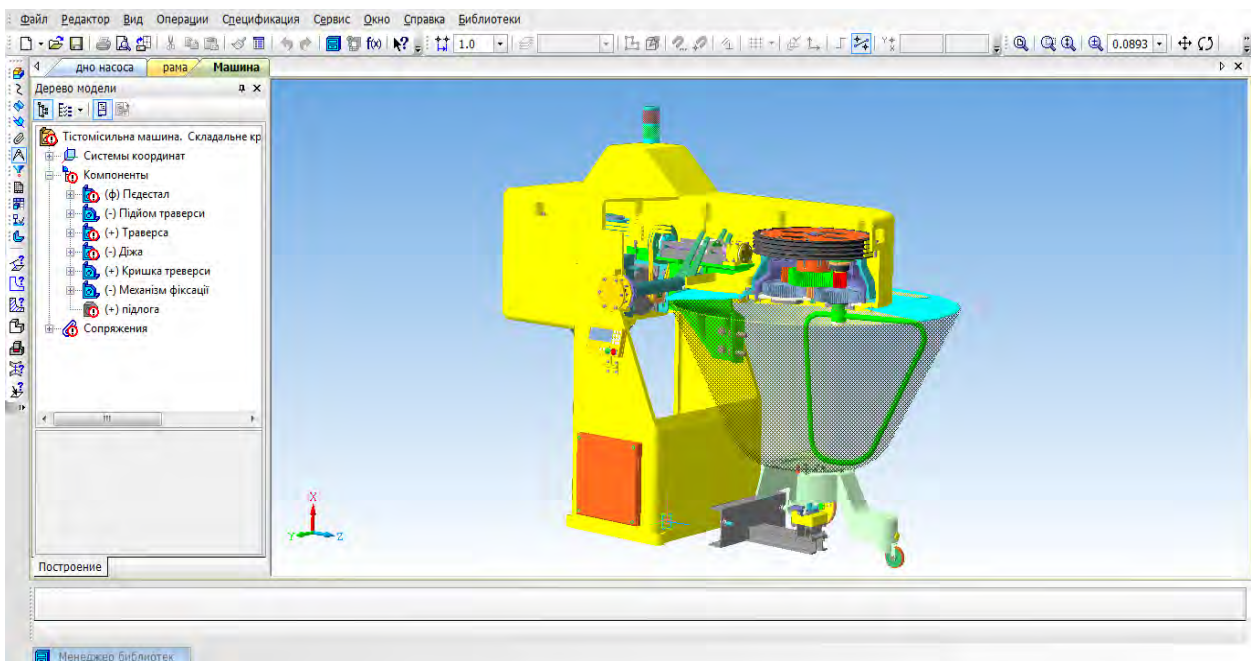 Файл Редактор Вид Операции Спецификация Сервис Окно Справка Библиотеки
1.0 0.0893
дно насоса рама Машина
Дерево модели
Тістомісильна машина. Складальне кр
Системы координат
Компоненты
(ф) Пєдестал
(-) Підйом траверси
(+) Траверса
(-) Діжа
(+) Кришка треверси
(-) Механізм фіксації
(+) підлога
Сопряжения
X
Y Z
Построение
Менеджер библиотек